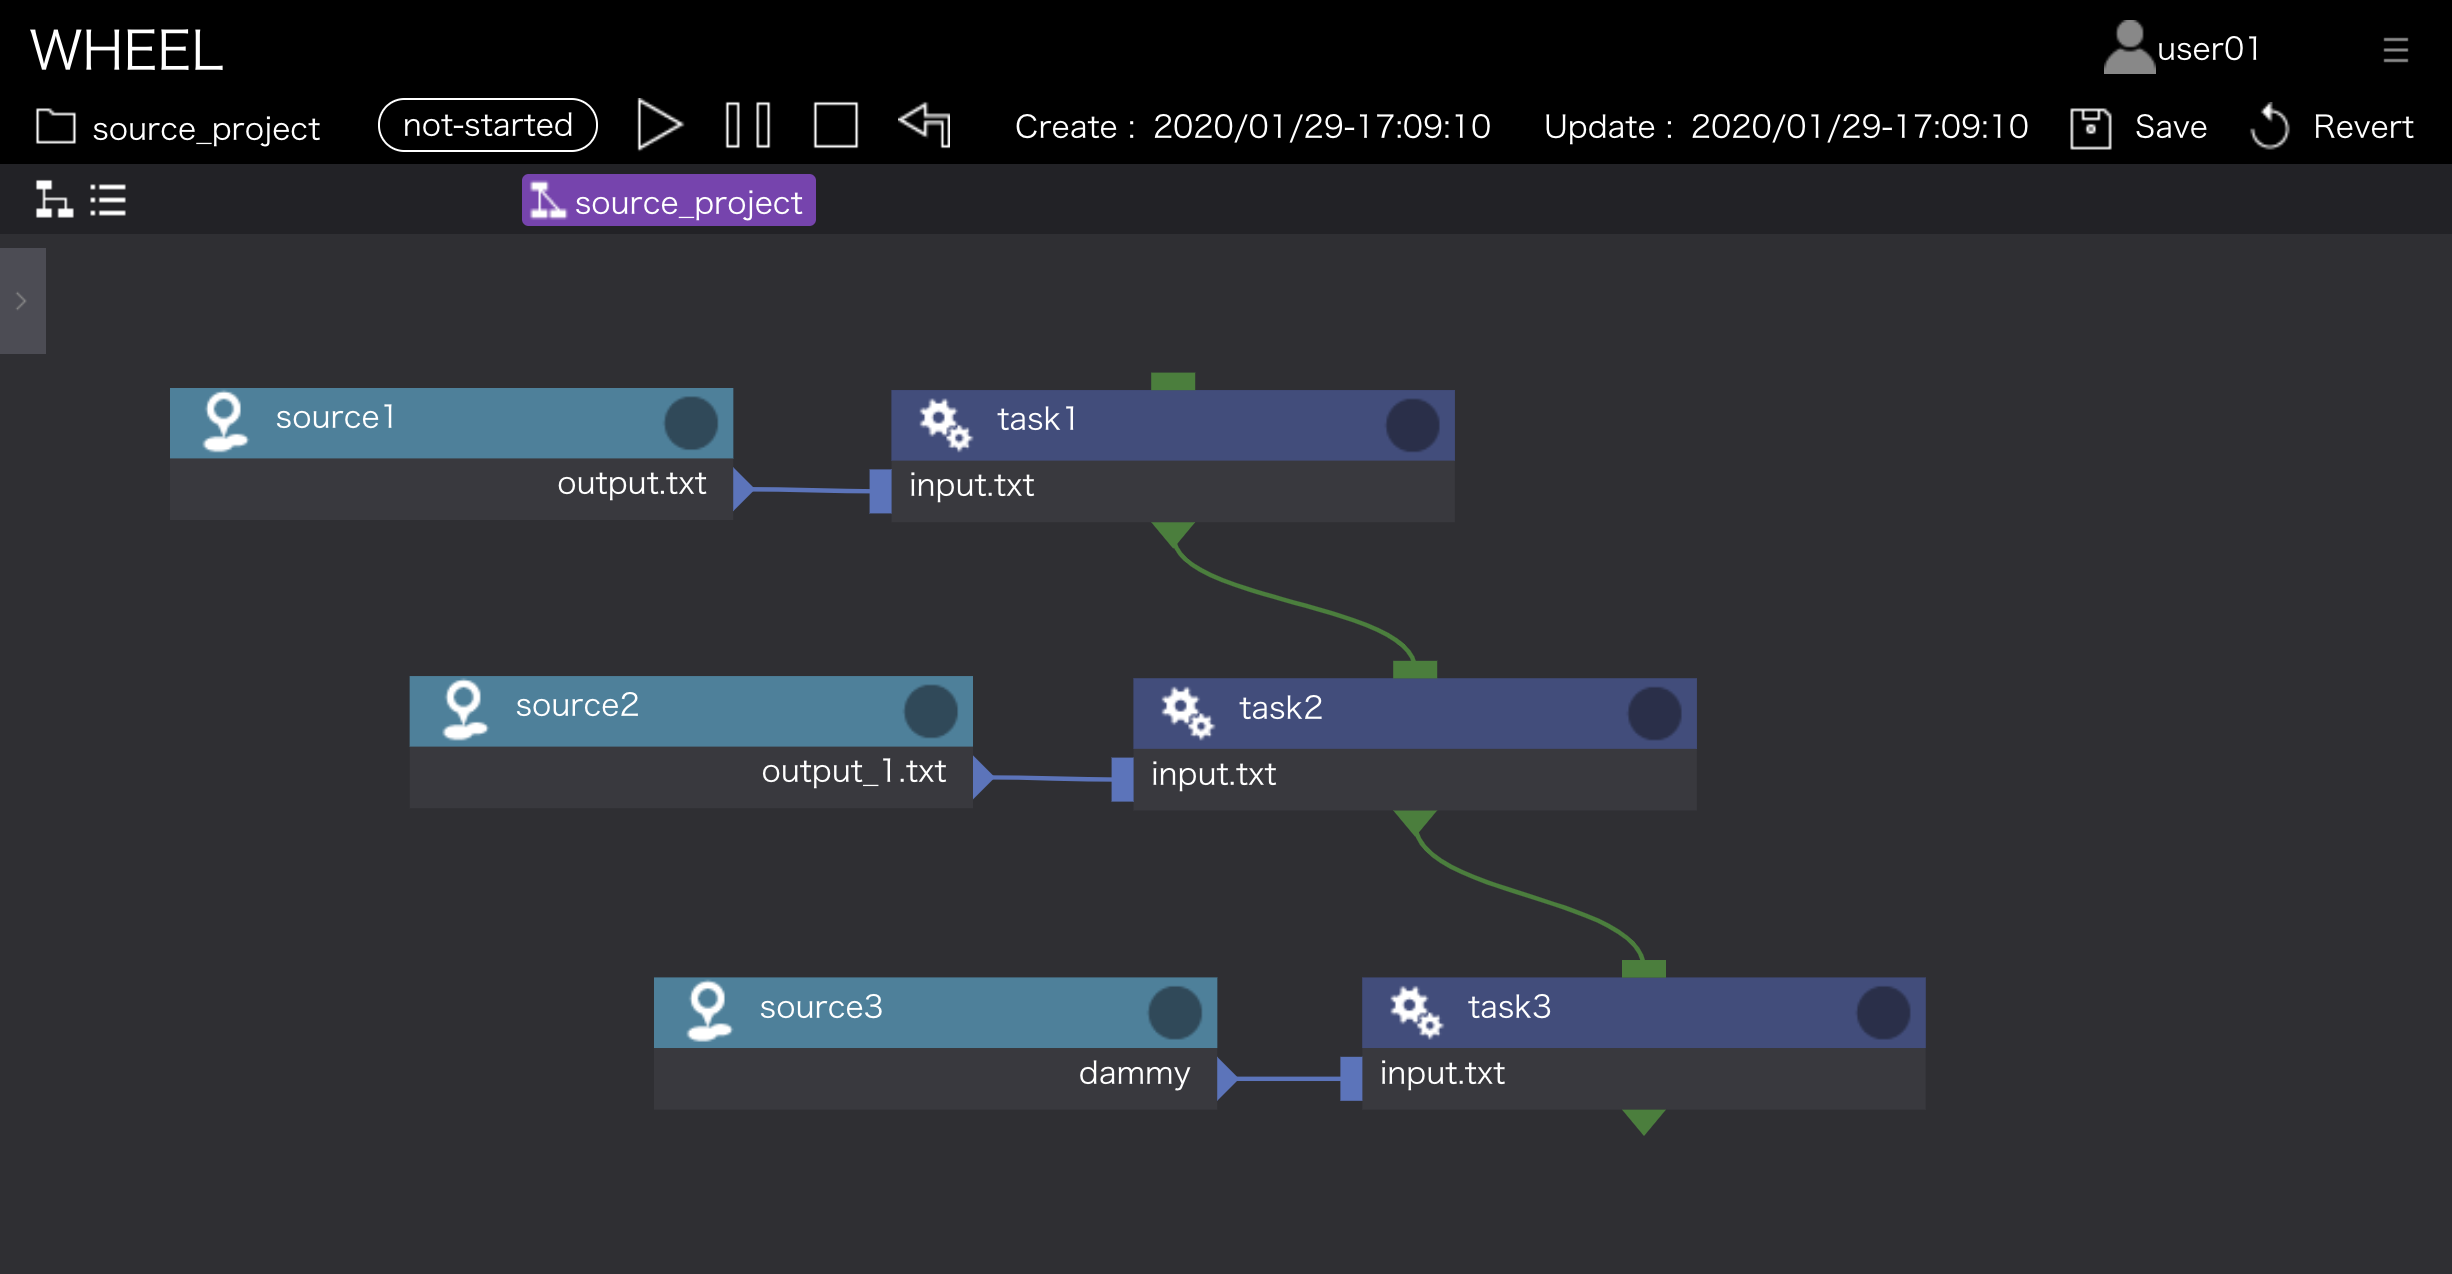 WHEEL
user01
source_project
not-started
Create : 2020/01/29-17:09:10
Update : 2020/01/29-17:09:10
Save
Revert
source_project
source1
output.txt
task1
input.txt
source2
output_1.txt
task2
input.txt
source3
dammy
task3
input.txt